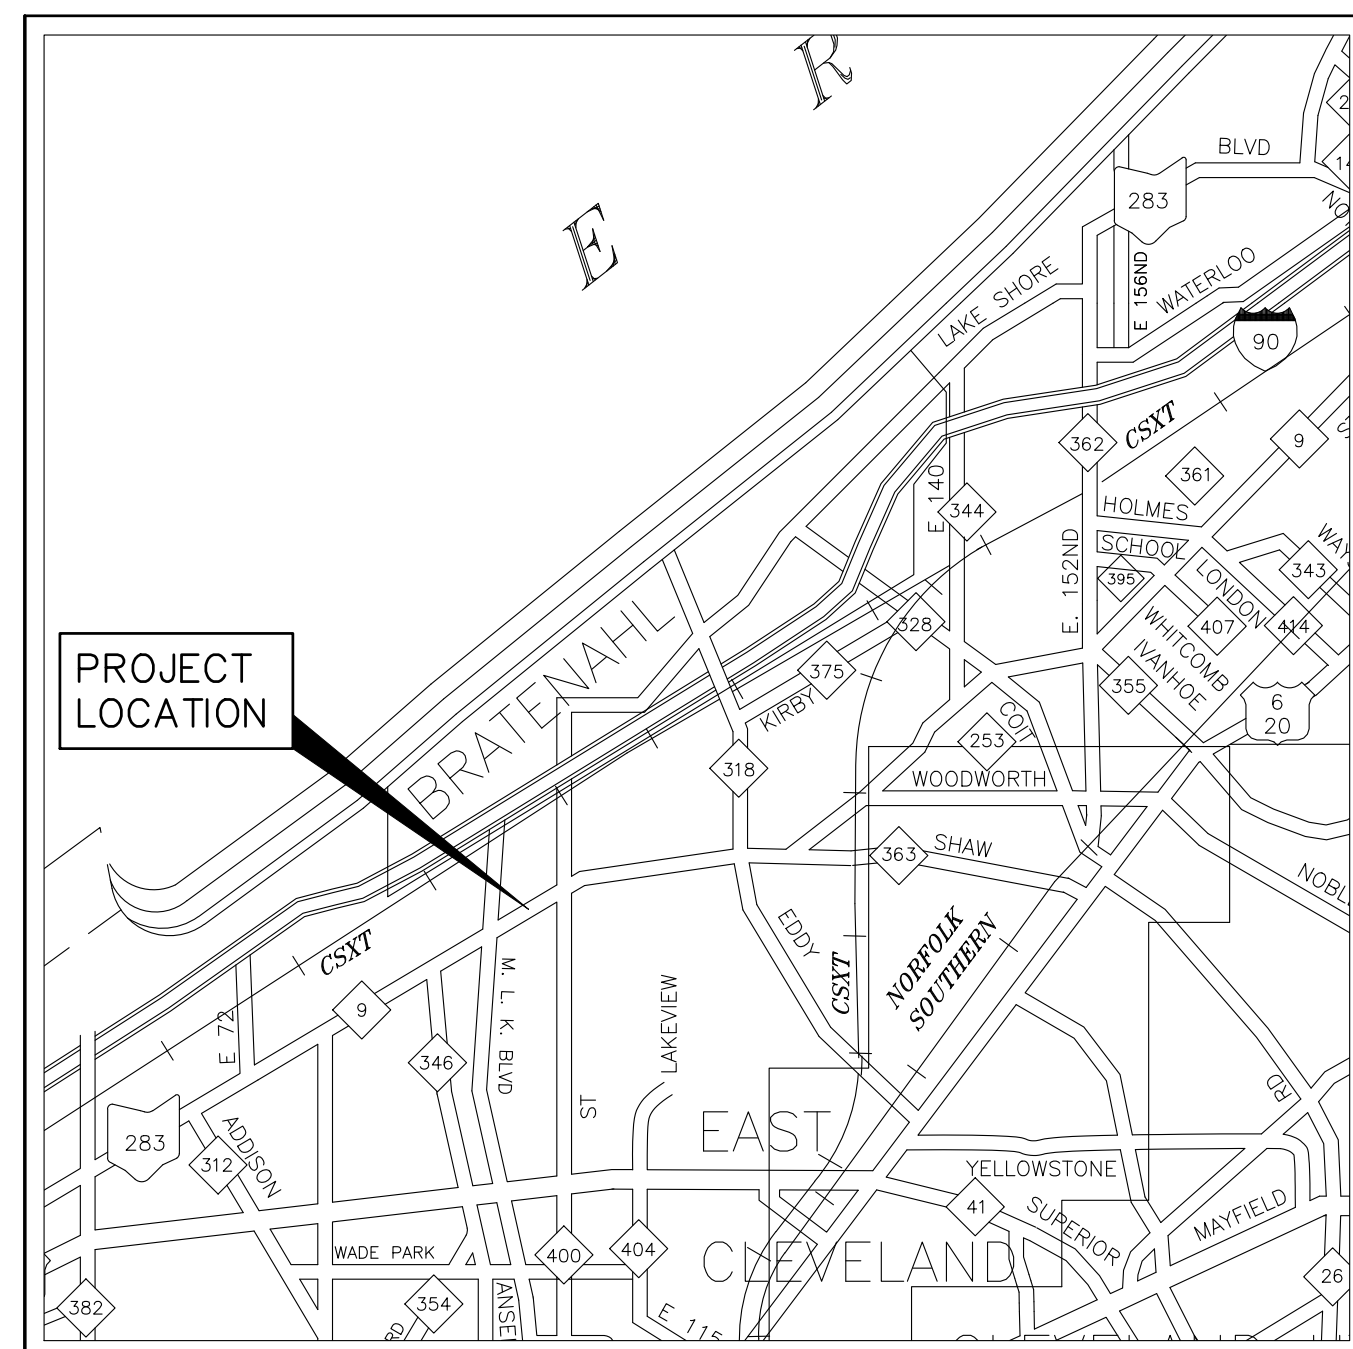 R
E
BLVD
283
E 156ND
WATERLOO
LAKE SHORE
90
CSXT
362
9
361
E 140
344
HOLMES
SCHOOL
395
LONDON
343
E. 152ND
WHITCOMB
407
414
IVANHOE
355
328
375
KIRBY
BRATENAHL
PROJECT
LOCATION
6
20
COIT
253
318
WOODWORTH
363
SHAW
EDDY
CSXT
NORFOLK
SOUTHERN
CSXT
9
E 72
M. L. K. BLVD
346
LAKEVIEW
ST
283
ADDISON
312
EAST
CLEVELAND
RD
YELLOWSTONE
41
SUPERIOR
MAYFIELD
WADE PARK
400
404
382
354
26
E 115